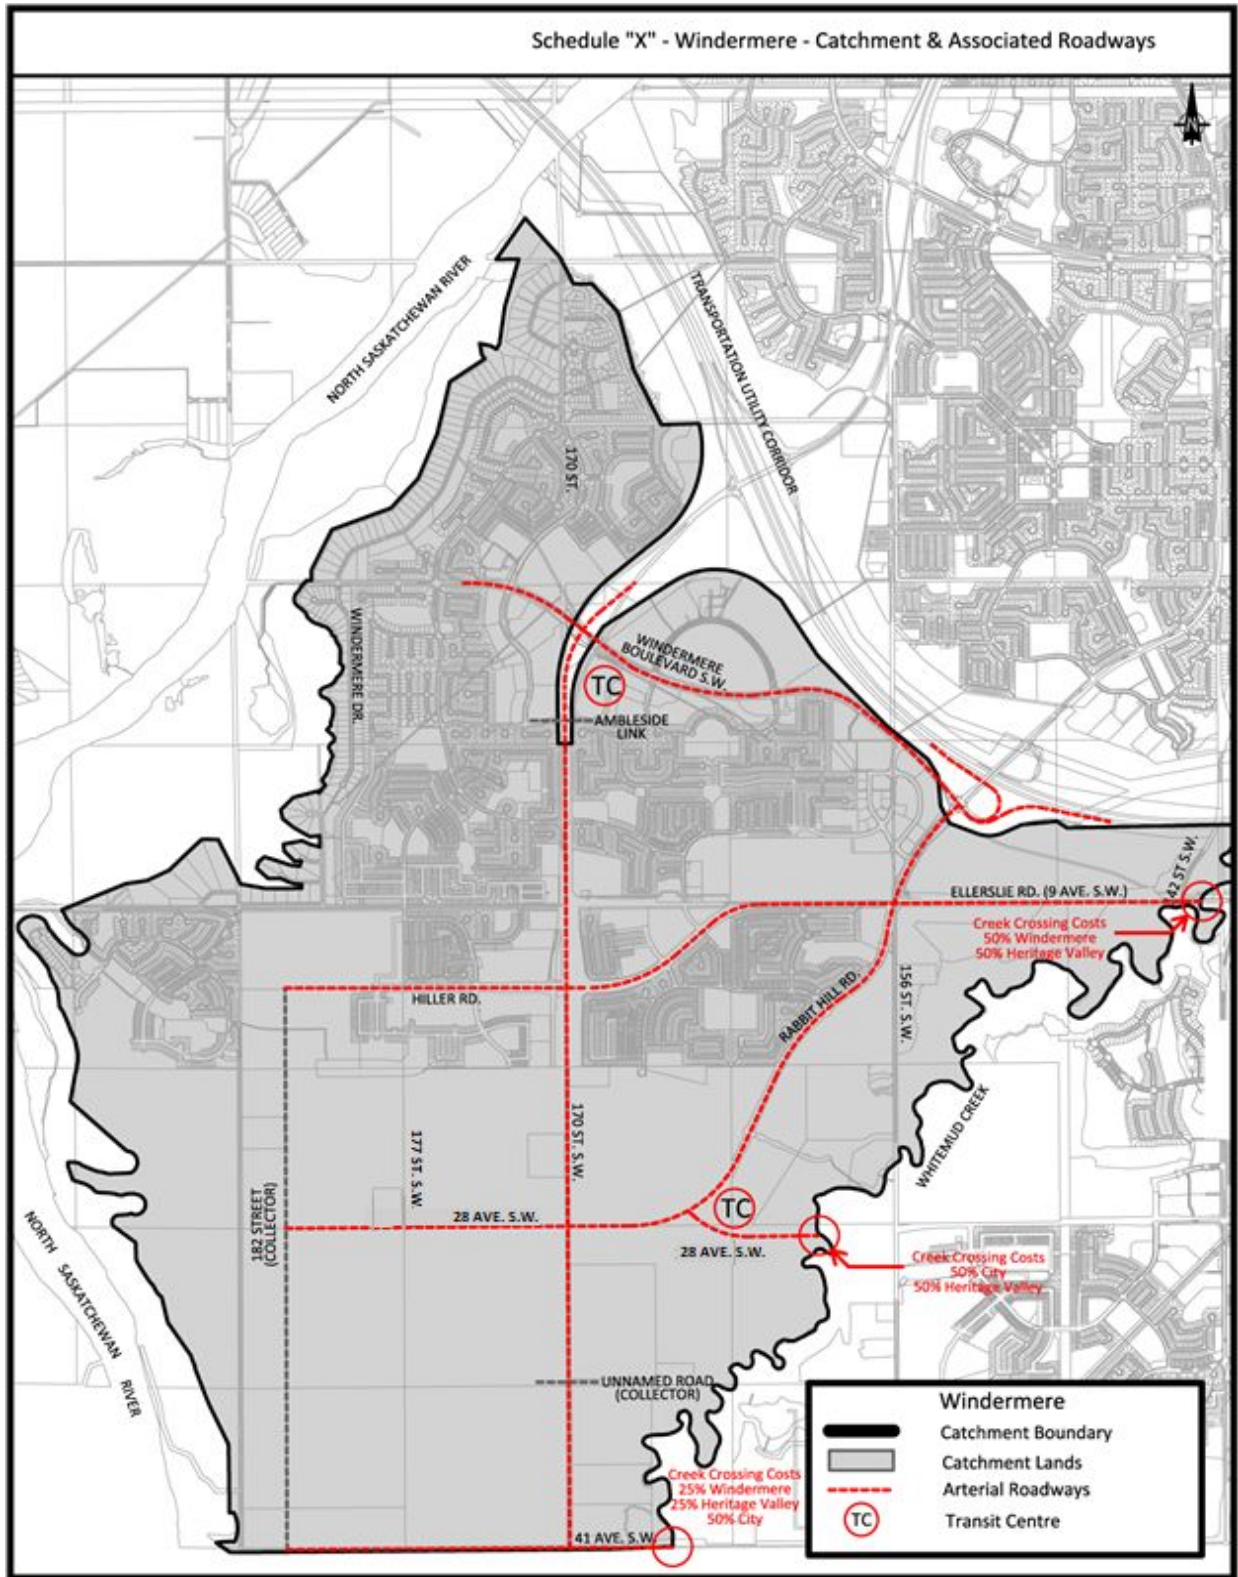 Schedule "X" - Windermere - Catchment & Associated Roadways
N
NORTH SASKATCHEWAN RIVER
TRANSPORTATION UTILITY CORRIDOR
170 ST.
WINDERMERE DR.
WINDERMERE
BOULEVARD S.W.
TC
AMBLESIDE
LINK
42 ST S.W.
ELLERSLIE RD. (9 AVE. S.W.)
Creek Crossing Costs
50% Windermere
50% Heritage Valley
HILLER RD.
RABBIT HILL RD.
156 ST. S.W.
WHITEMUD CREEK
170 ST. S.W.
177 ST. S.W
182 STREET
(COLLECTOR)
28 AVE. S.W.
TC
28 AVE. S.W.
Creek Crossing Costs
50% City
50% Heritage Valley
NORTH SASKATCHEWAN RIVER
UNNAMED ROAD
(COLLECTOR)
Creek Crossing Costs
25% Windermere
25% Heritage Valley
50% City
41 AVE. S.W.
Windermere
Catchment Boundary
Catchment Lands
Arterial Roadways
TC
Transit Centre